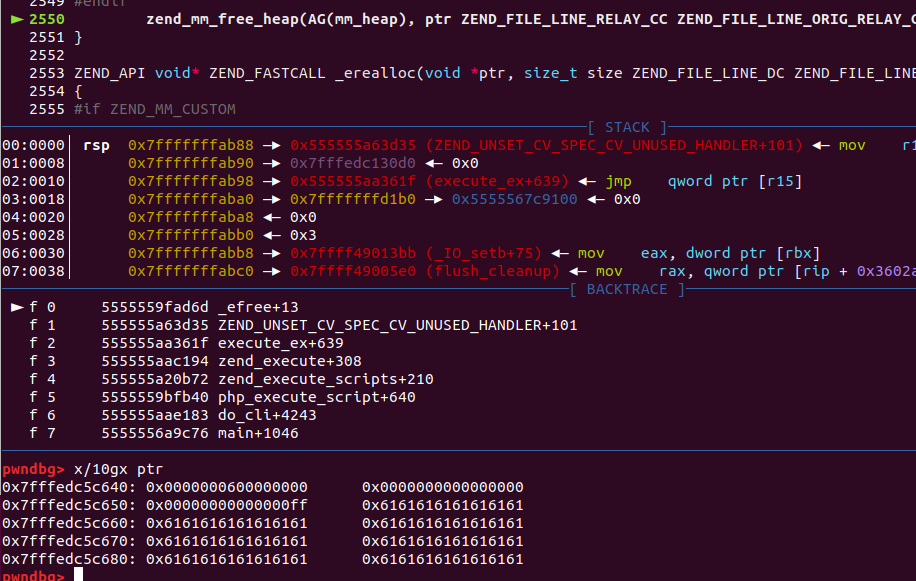 2549 #endif
► 2550         zend_mm_free_heap(AG(mm_heap), ptr ZEND_FILE_LINE_RELAY_CC ZEND_FILE_LINE_ORIG_RELAY_C
2551 }
2552
2553 ZEND_API void* ZEND_FASTCALL _erealloc(void *ptr, size_t size ZEND_FILE_LINE_DC ZEND_FILE_LINE
2554 {
2555 #if ZEND_MM_CUSTOM
[ STACK ]
00:0000│ rsp  0x7fffffffab88 —▸ 0x555555a63d35 (ZEND_UNSET_CV_SPEC_CV_UNUSED_HANDLER+101) ◂— mov    r1
01:0008│      0x7fffffffab90 —▸ 0x7fffedc130d0 ◂— 0x0
02:0010│      0x7fffffffab98 —▸ 0x555555aa361f (execute_ex+639) ◂— jmp    qword ptr [r15]
03:0018│      0x7fffffffaba0 —▸ 0x7fffffffd1b0 —▸ 0x5555567c9100 ◂— 0x0
04:0020│      0x7fffffffaba8 ◂— 0x0
05:0028│      0x7fffffffabb0 ◂— 0x3
06:0030│      0x7fffffffabb8 —▸ 0x7ffff49013bb (_IO_setb+75) ◂— mov    eax, dword ptr [rbx]
07:0038│      0x7fffffffabc0 —▸ 0x7ffff49005e0 (flush_cleanup) ◂— mov    rax, qword ptr [rip + 0x3602a
[ BACKTRACE ]
► f 0     5555559fad6d _efree+13
f 1     555555a63d35 ZEND_UNSET_CV_SPEC_CV_UNUSED_HANDLER+101
f 2     555555aa361f execute_ex+639
f 3     555555aac194 zend_execute+308
f 4     555555a20b72 zend_execute_scripts+210
f 5     5555559bfb40 php_execute_script+640
f 6     555555aae183 do_cli+4243
f 7     5555556a9c76 main+1046
pwndbg> x/10gx ptr
0x7fffedc5c640: 0x0000000600000000      0x0000000000000000
0x7fffedc5c650: 0x00000000000000ff      0x6161616161616161
0x7fffedc5c660: 0x6161616161616161      0x6161616161616161
0x7fffedc5c670: 0x6161616161616161      0x6161616161616161
0x7fffedc5c680: 0x6161616161616161      0x6161616161616161
pwndbg>